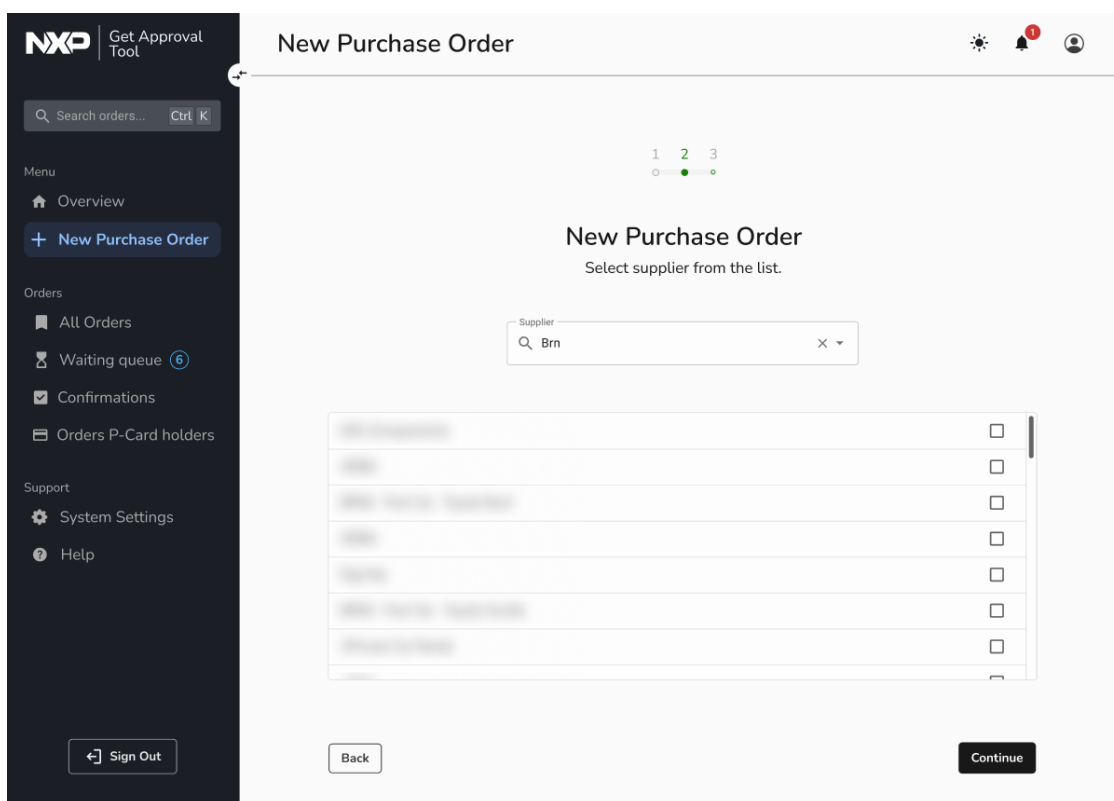 NXP
Get Approval
Tool
New Purchase Order
1
Search orders...
Ctrl K
Menu
Overview
New Purchase Order
Orders
All Orders
Waiting queue 6
Confirmations
Orders P-Card holders
Support
System Settings
Help
Sign Out
1 2 3
New Purchase Order
Select supplier from the list.
Supplier
Brn
Back
Continue